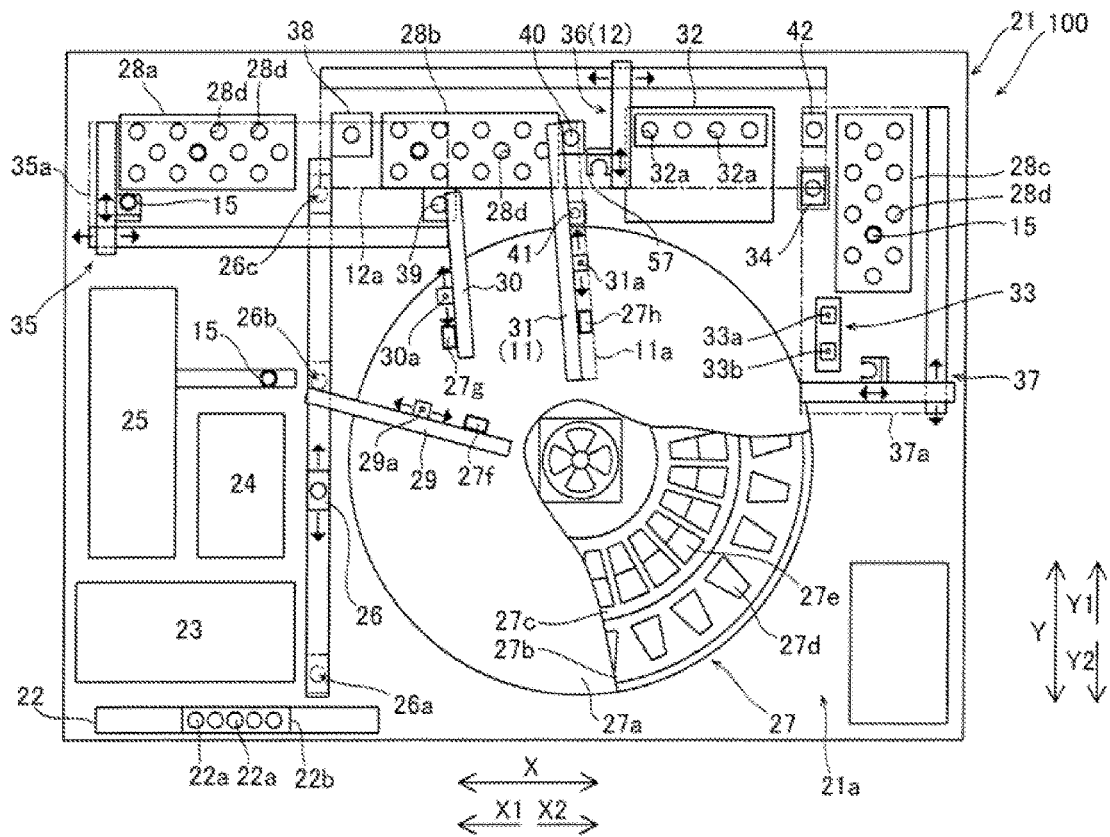 38 28b 40 36(12) 32 42 21 100
28a 28d 28d
35a
32a 32a
28c
28d
15 28d 34 15
26c 12a 39 41 57
35 30 31a 33
26b 31 27h 33a
15 30a (11) 11a 33b 37
27g
25 29a 29 27f 37a
24
26 27c 27e Y1
23 27b 27d Y Y2
22 26a 27a 27
22a 22a 22b X 21a
X1 X2